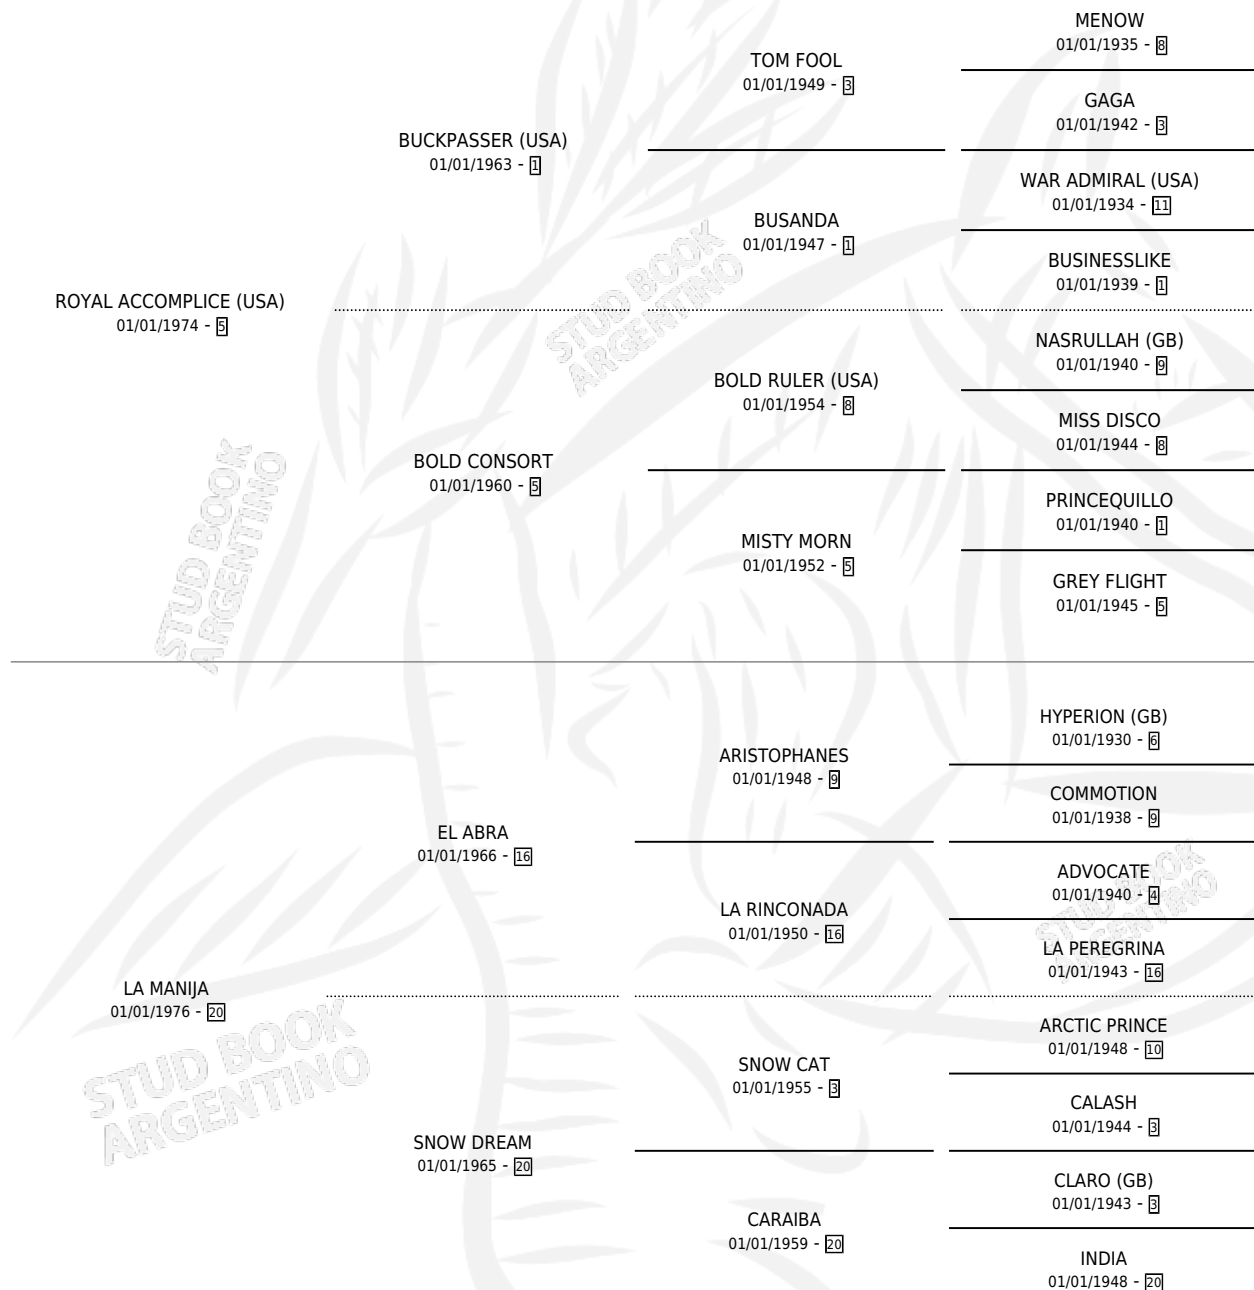 MENOW
01/01/1935 - 8
TOM FOOL
01/01/1949 - 3
GAGA
01/01/1942 - 3
BUCKPASSER (USA)
01/01/1963 - 1
WAR ADMIRAL (USA)
01/01/1934 - 11
BUSANDA
01/01/1947 - 1
BUSINESSLIKE
01/01/1939 - 1
ROYAL ACCOMPLICE (USA)
01/01/1974 - 5
STUD BOOK
ARGENTINO
NASRULLAH (GB)
01/01/1940 - 9
BOLD RULER (USA)
01/01/1954 - 8
MISS DISCO
01/01/1944 - 8
BOLD CONSORT
01/01/1960 - 5
STUD BOOK
ARGENTINO
PRINCEQUILLO
01/01/1940 - 1
MISTY MORN
01/01/1952 - 5
GREY FLIGHT
01/01/1945 - 5
HYPERION (GB)
01/01/1930 - 6
ARISTOPHANES
01/01/1948 - 9
COMMOTION
01/01/1938 - 9
EL ABRA
01/01/1966 - 16
ADVOCATE
01/01/1940 - 4
STUD BOOK
ARGENTINO
LA RINCONADA
01/01/1950 - 16
LA PEREGRINA
01/01/1943 - 16
LA MANIJA
01/01/1976 - 20
STUD BOOK
ARGENTINO
ARCTIC PRINCE
01/01/1948 - 10
SNOW CAT
01/01/1955 - 3
CALASH
01/01/1944 - 3
SNOW DREAM
01/01/1965 - 20
CLARO (GB)
01/01/1943 - 3
CARAIBA
01/01/1959 - 20
INDIA
01/01/1948 - 20